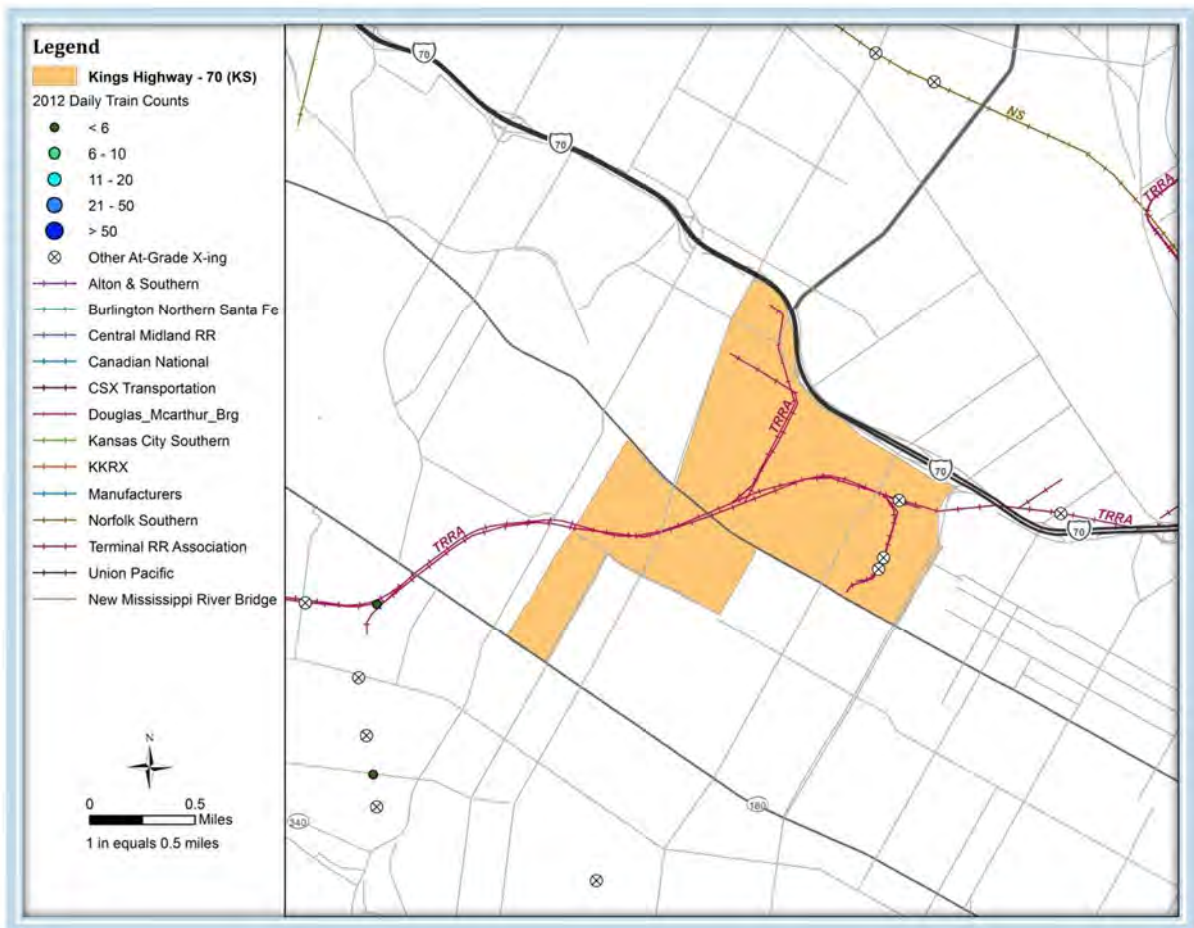 Legend
Kings Highway - 70 (KS)
2012 Daily Train Counts
< 6
6 - 10
11 - 20
21 - 50
> 50
Other At-Grade X-ing
Alton & Southern
Burlington Northern Santa Fe
Central Midland RR
Canadian National
CSX Transportation
Douglas_Mcarthur_Brg
Kansas City Southern
KKRX
Manufacturers
Norfolk Southern
Terminal RR Association
Union Pacific
New Mississippi River Bridge
N
0 0.5
Miles
1 in equals 0.5 miles
70
70
NS
TRRA
TRRA
70
TRRA
70
TRRA
180
340